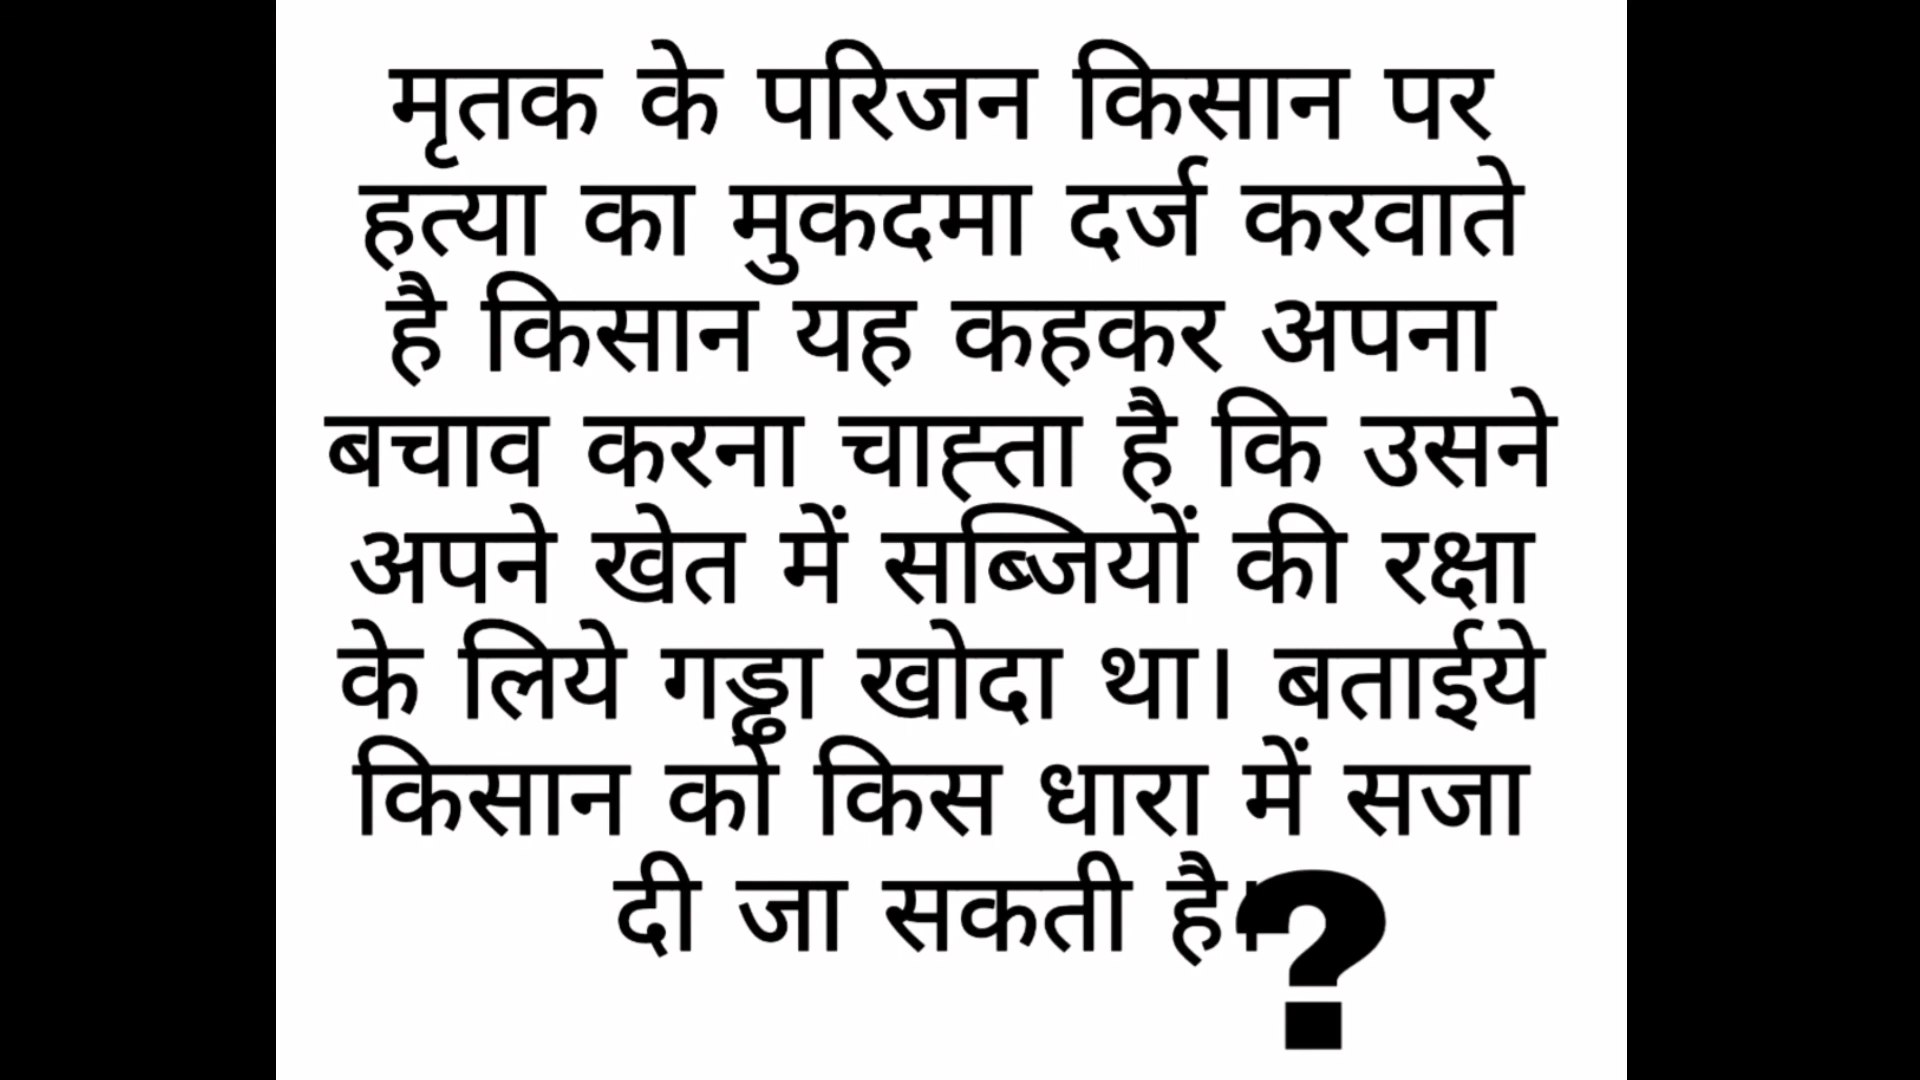 मृतक के परिजन किसान पर
हत्या का मुकदमा दर्ज करवाते
है किसान यह कहकर अपना
बचाव करना चाह्ता है कि उसने
अपने खेत में सब्जियों की रक्षा
के लिये गड्ढा खोदा था। बताईये
किसान को किस धारा में सजा
दी जा सकती है।?